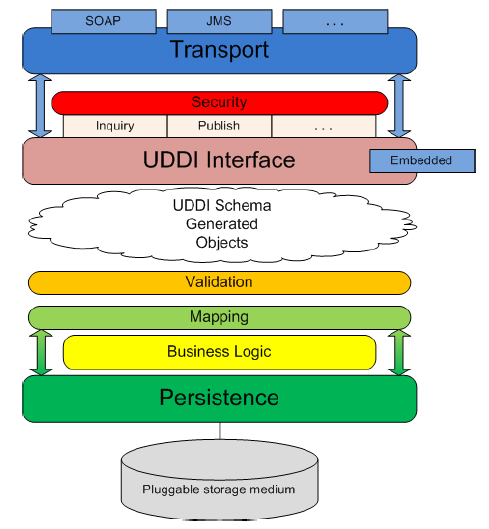 SOAP
JMS
. . .
Transport
Security
Inquiry
Publish
. . .
UDDI Interface
Embedded
UDDI Schema
Generated
Objects
Validation
Mapping
Business Logic
Persistence
Pluggable storage medium